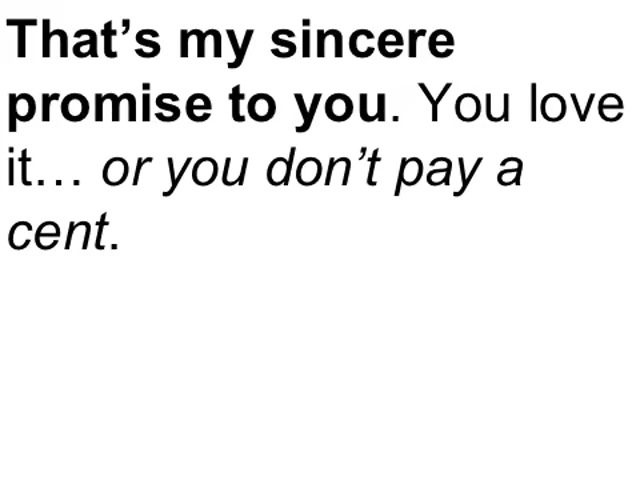 That’s my sincere
promise to you. You love
it… or you don’t pay a
cent.